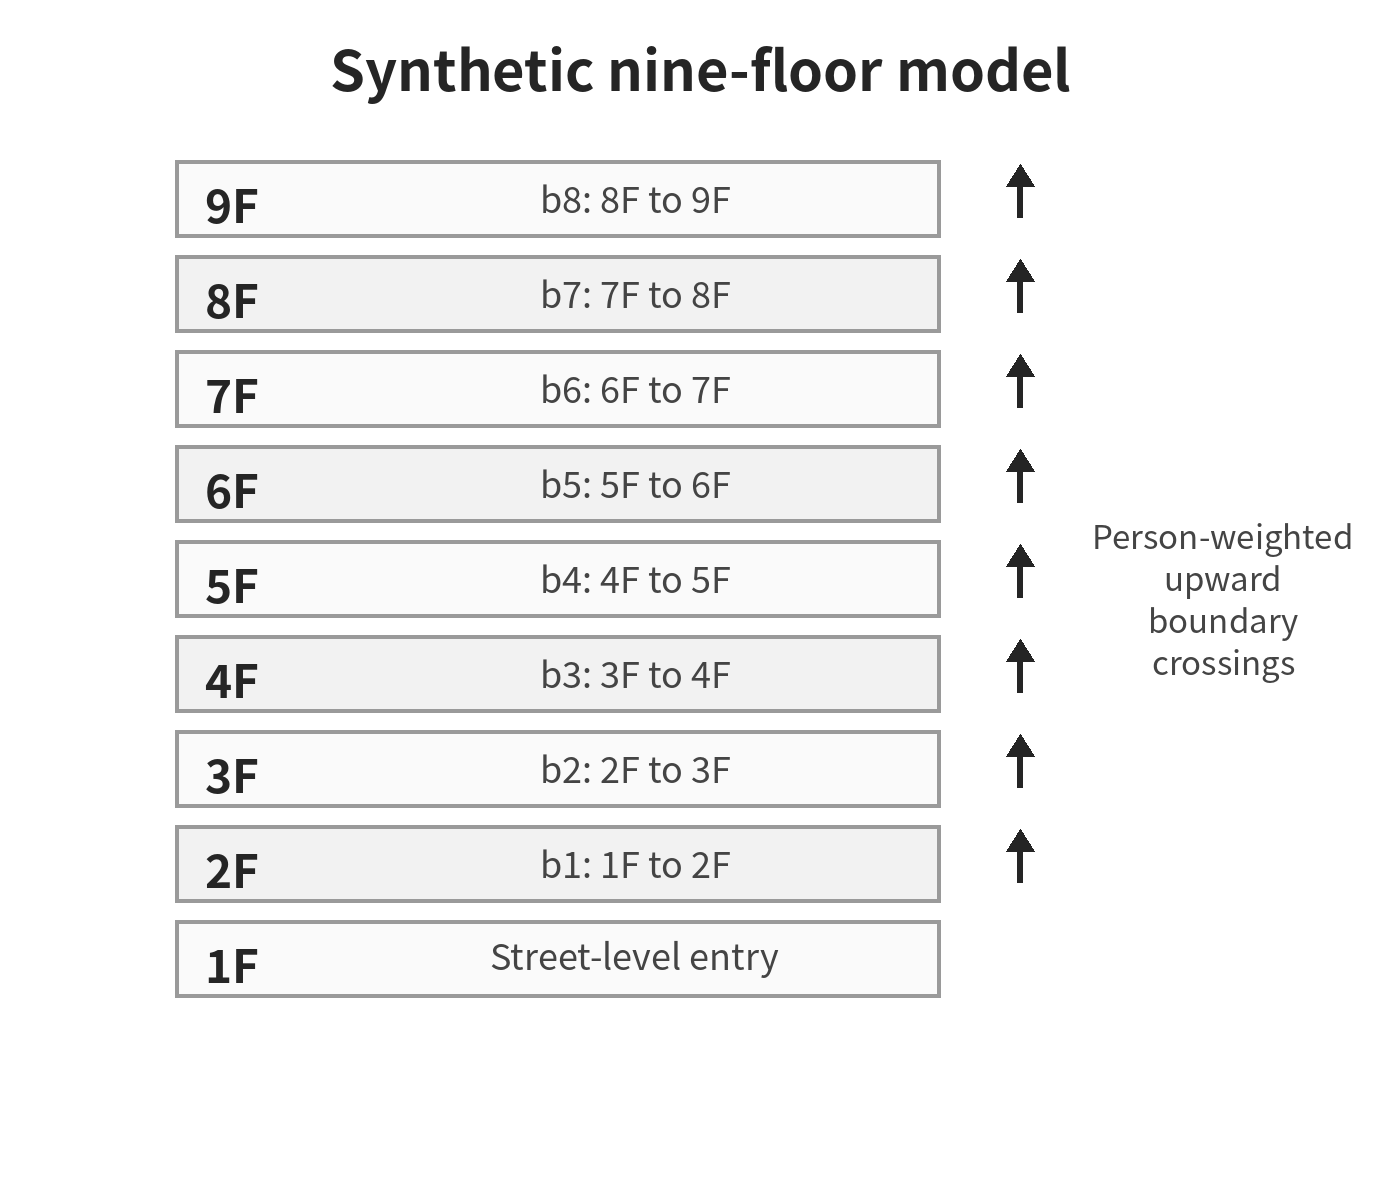 Synthetic nine-floor model
9F b8: 8F to 9F
8F b7: 7F to 8F
7F b6: 6F to 7F
6F b5: 5F to 6F
5F b4: 4F to 5F
4F b3: 3F to 4F
3F b2: 2F to 3F
2F b1: 1F to 2F
1F Street-level entry
Person-weighted
upward
boundary
crossings